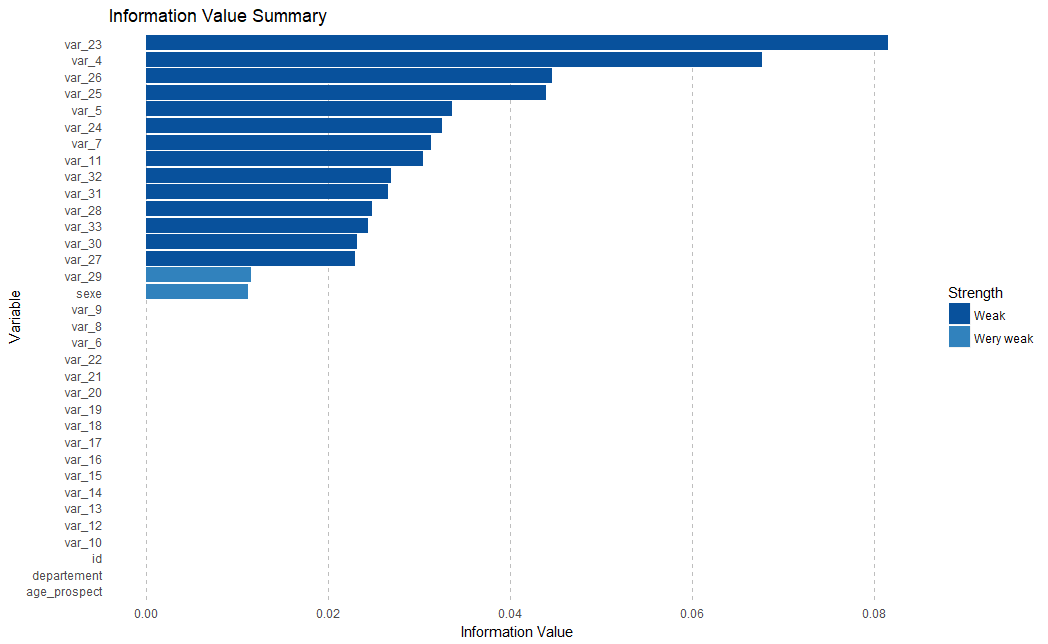 Information Value Summary
var_23
var_4
var_26
var_25
var_5
var_24
var_7
var_11
var_32
var_31
var_28
var_33
var_30
var_27
var_29
sexe
var_9
var_8
var_6
var_22
var_21
var_20
var_19
var_18
var_17
var_16
var_15
var_14
var_13
var_12
var_10
id
departement
age_prospect
Variable
0.00 0.02 0.04 0.06 0.08
Information Value
Strength
Weak
Wery weak